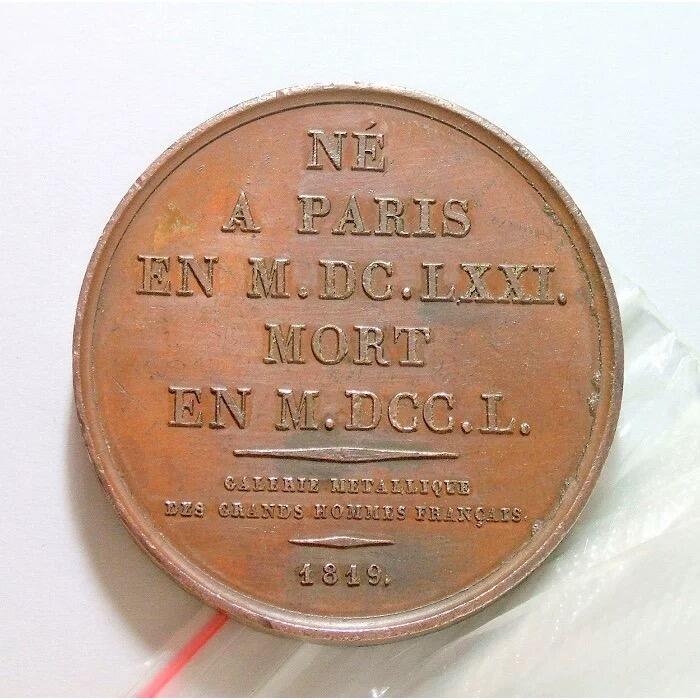 NÉ
A PARIS
EN M.DC.LXXI.
MORT
EN M.DCC.L.
GALERIE METALLIQUE
DES GRANDS HOMMES FRANÇAIS.
1819.